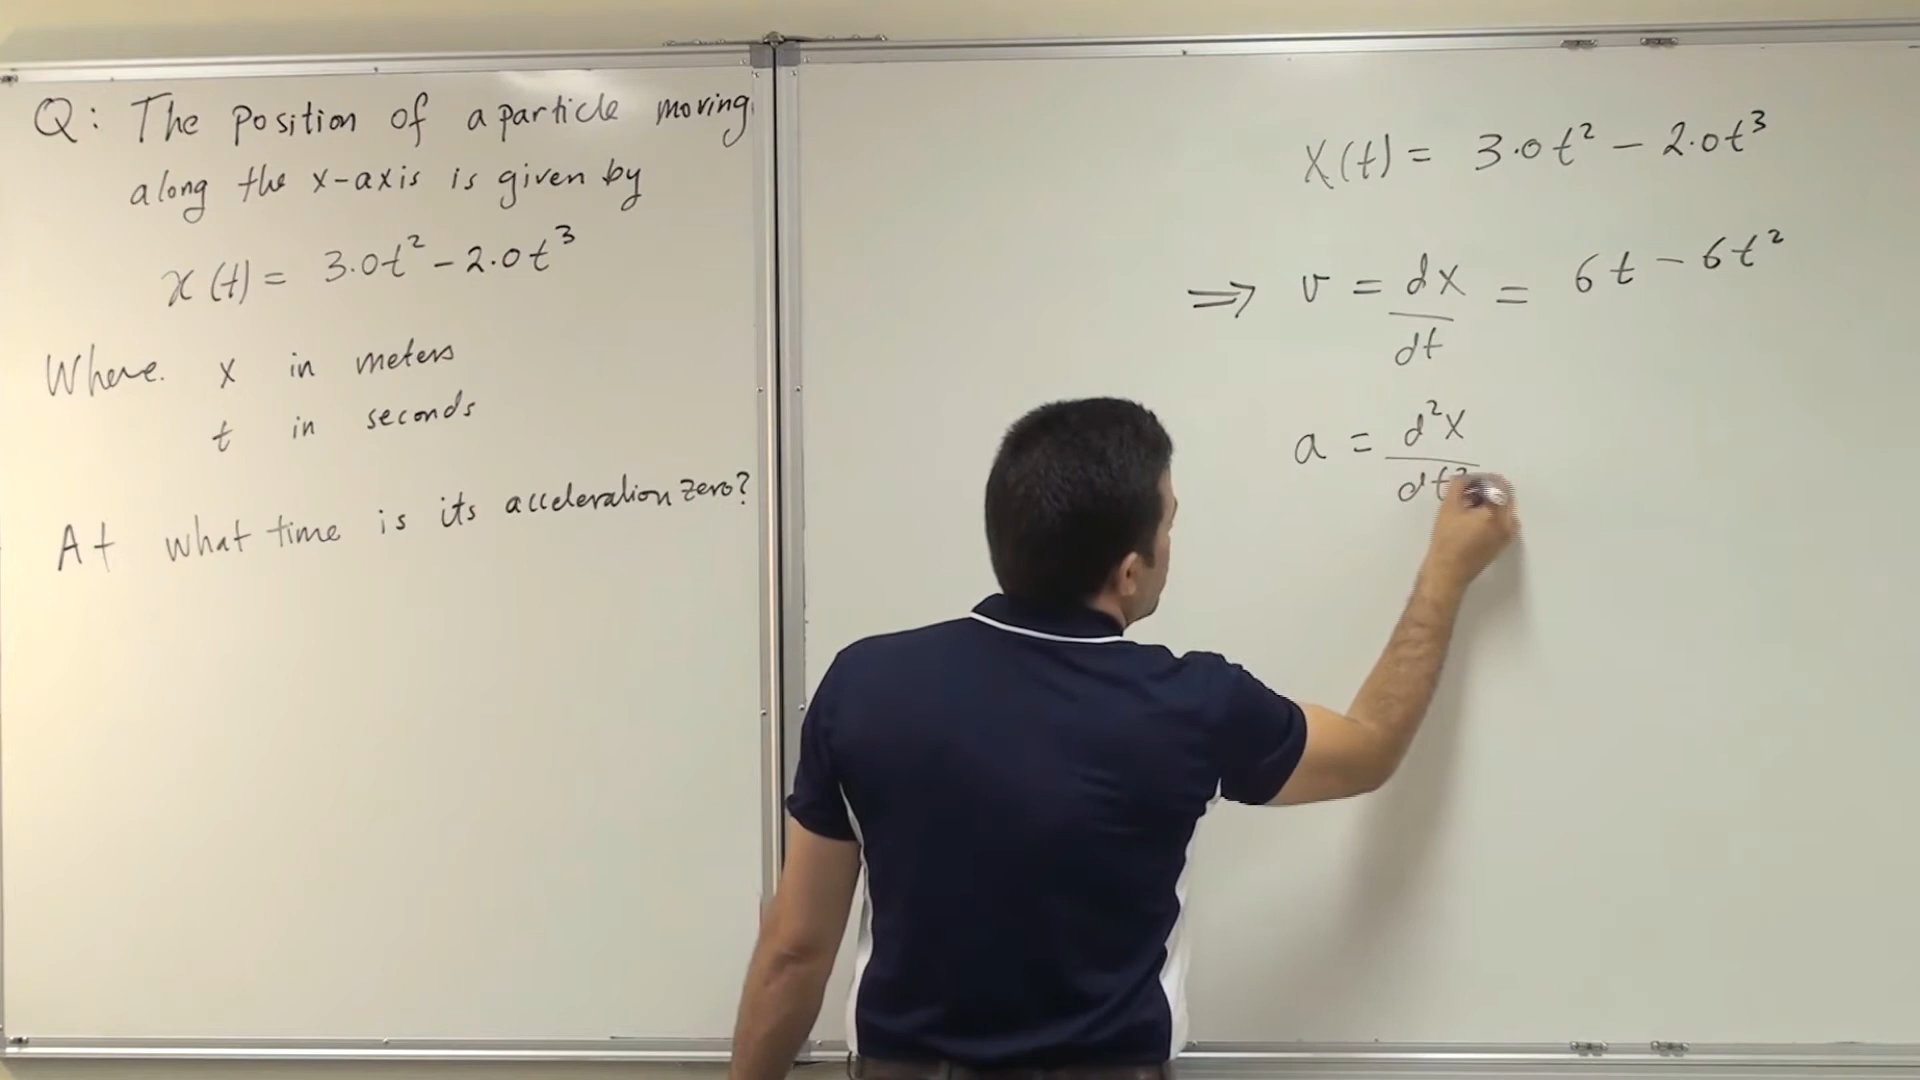 Q: The position of a particle moving
along the x-axis is given by
x(t) = 3.0t² - 2.0t³
Where x in meters
t in seconds
At what time is its acceleration zero?
X(t) = 3.0t² - 2.0t³
⇒ v = dx/dt = 6t - 6t²
a = d²x/dt²